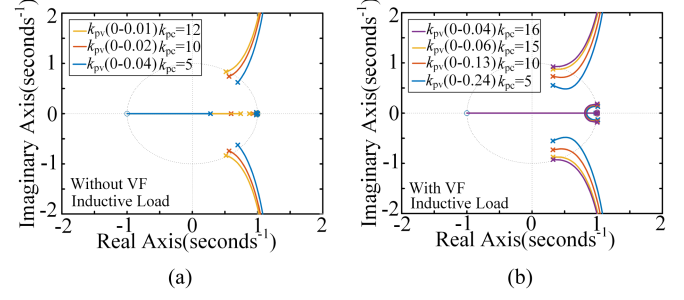 (a)
(b)
Imaginary Axis(seconds⁻¹)
2
1
0
-1
-2
kpv(0-0.01)kpc=12
kpv(0-0.02)kpc=10
kpv(0-0.04)kpc=5
Without VF
Inductive Load
-2 -1 0 1 2
Real Axis(seconds⁻¹)
(a)
Imaginary Axis(seconds⁻¹)
2
1
0
-1
-2
kpv(0-0.04)kpc=16
kpv(0-0.06)kpc=15
kpv(0-0.13)kpc=10
kpv(0-0.24)kpc=5
With VF
Inductive Load
-2 -1 0 1 2
Real Axis(seconds⁻¹)
(b)